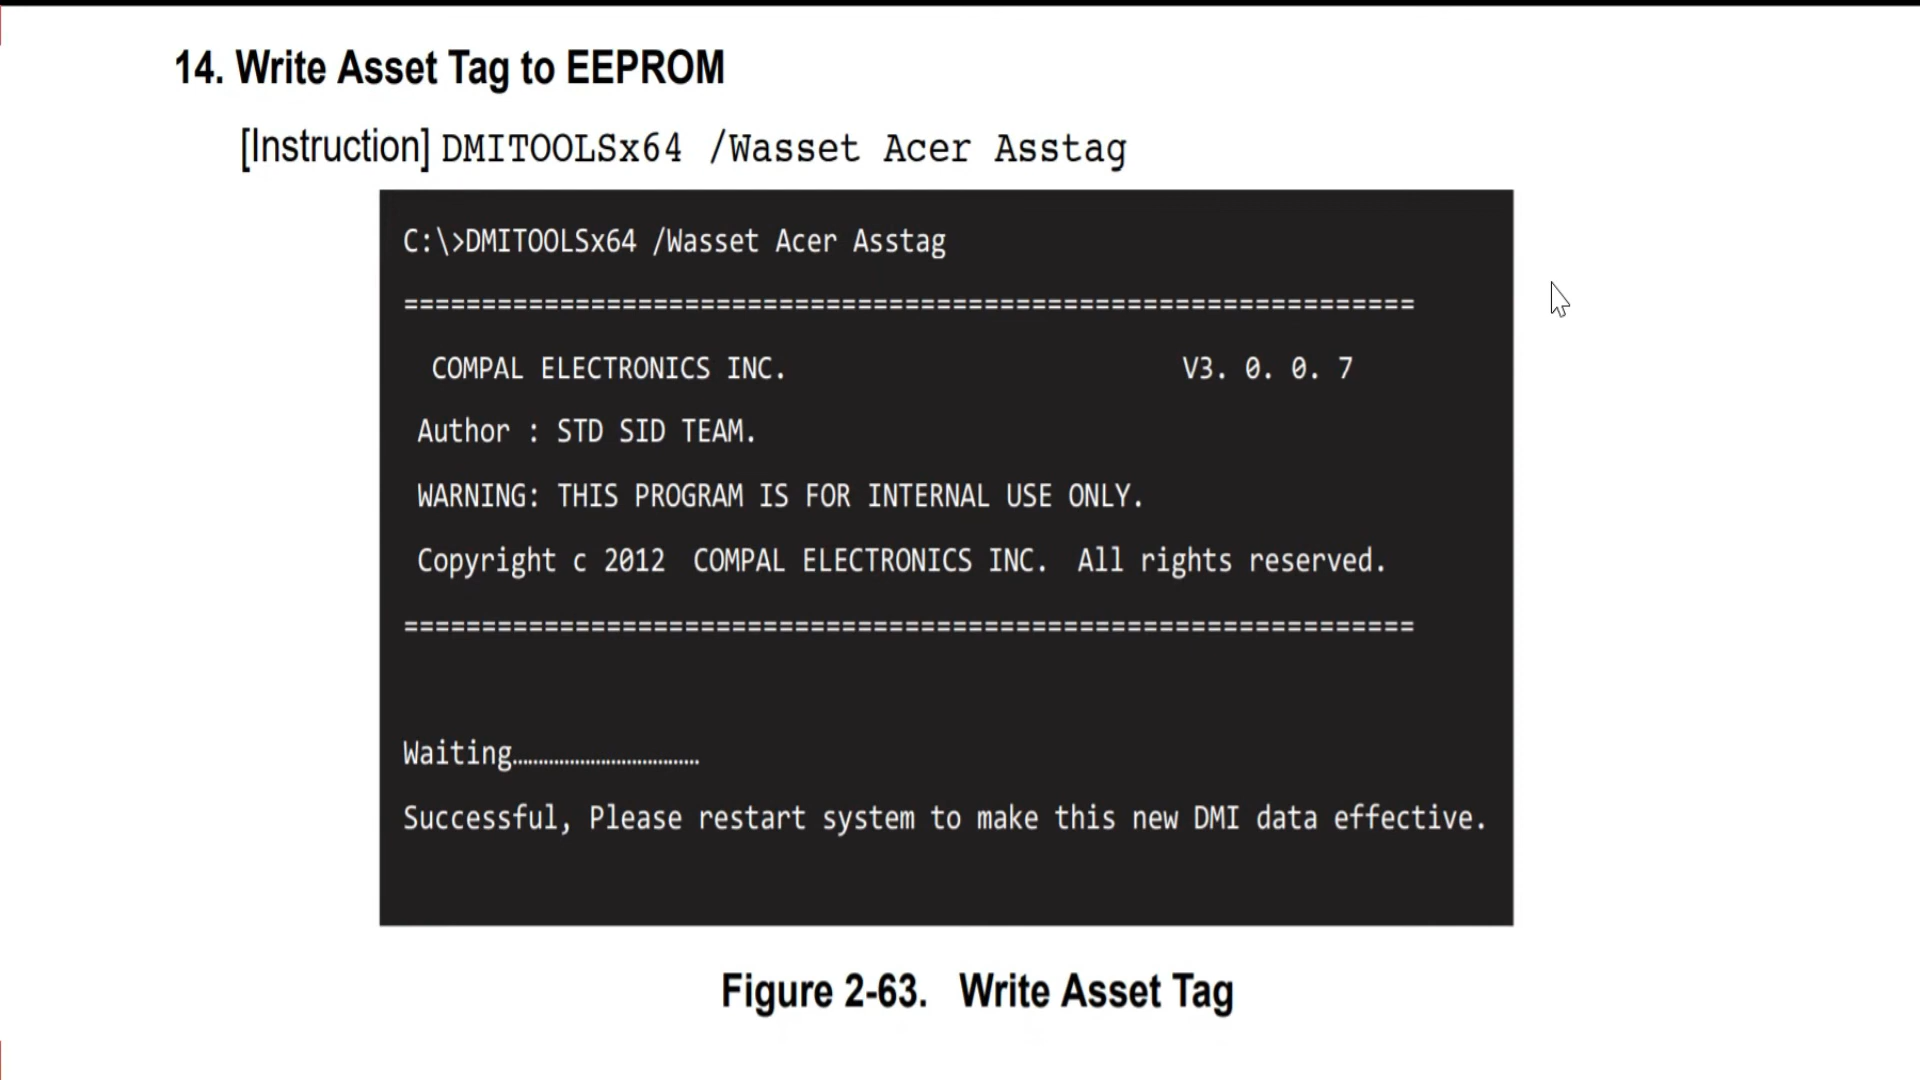 14. Write Asset Tag to EEPROM
[Instruction] DMITOOLSx64 /Wasset Acer Asstag
C:\>DMITOOLSx64 /Wasset Acer Asstag
=================================================================
COMPAL ELECTRONICS INC. V3. 0. 0. 7
Author : STD SID TEAM.
WARNING: THIS PROGRAM IS FOR INTERNAL USE ONLY.
Copyright c 2012 COMPAL ELECTRONICS INC. All rights reserved.
=================================================================
Waiting....................................
Successful, Please restart system to make this new DMI data effective.
Figure 2-63. Write Asset Tag